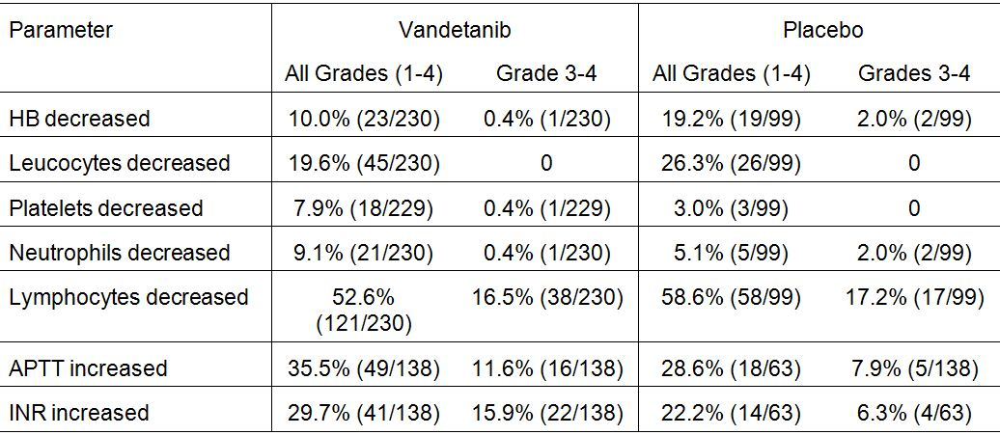 Parameter Vandetanib Placebo
All Grades (1-4) Grade 3-4 All Grades (1-4) Grades 3-4
HB decreased 10.0% (23/230) 0.4% (1/230) 19.2% (19/99) 2.0% (2/99)
Leucocytes decreased 19.6% (45/230) 0 26.3% (26/99) 0
Platelets decreased 7.9% (18/229) 0.4% (1/229) 3.0% (3/99) 0
Neutrophils decreased 9.1% (21/230) 0.4% (1/230) 5.1% (5/99) 2.0% (2/99)
Lymphocytes decreased 52.6% 16.5% (38/230) 58.6% (58/99) 17.2% (17/99)
(121/230)
APTT increased 35.5% (49/138) 11.6% (16/138) 28.6% (18/63) 7.9% (5/138)
INR increased 29.7% (41/138) 15.9% (22/138) 22.2% (14/63) 6.3% (4/63)